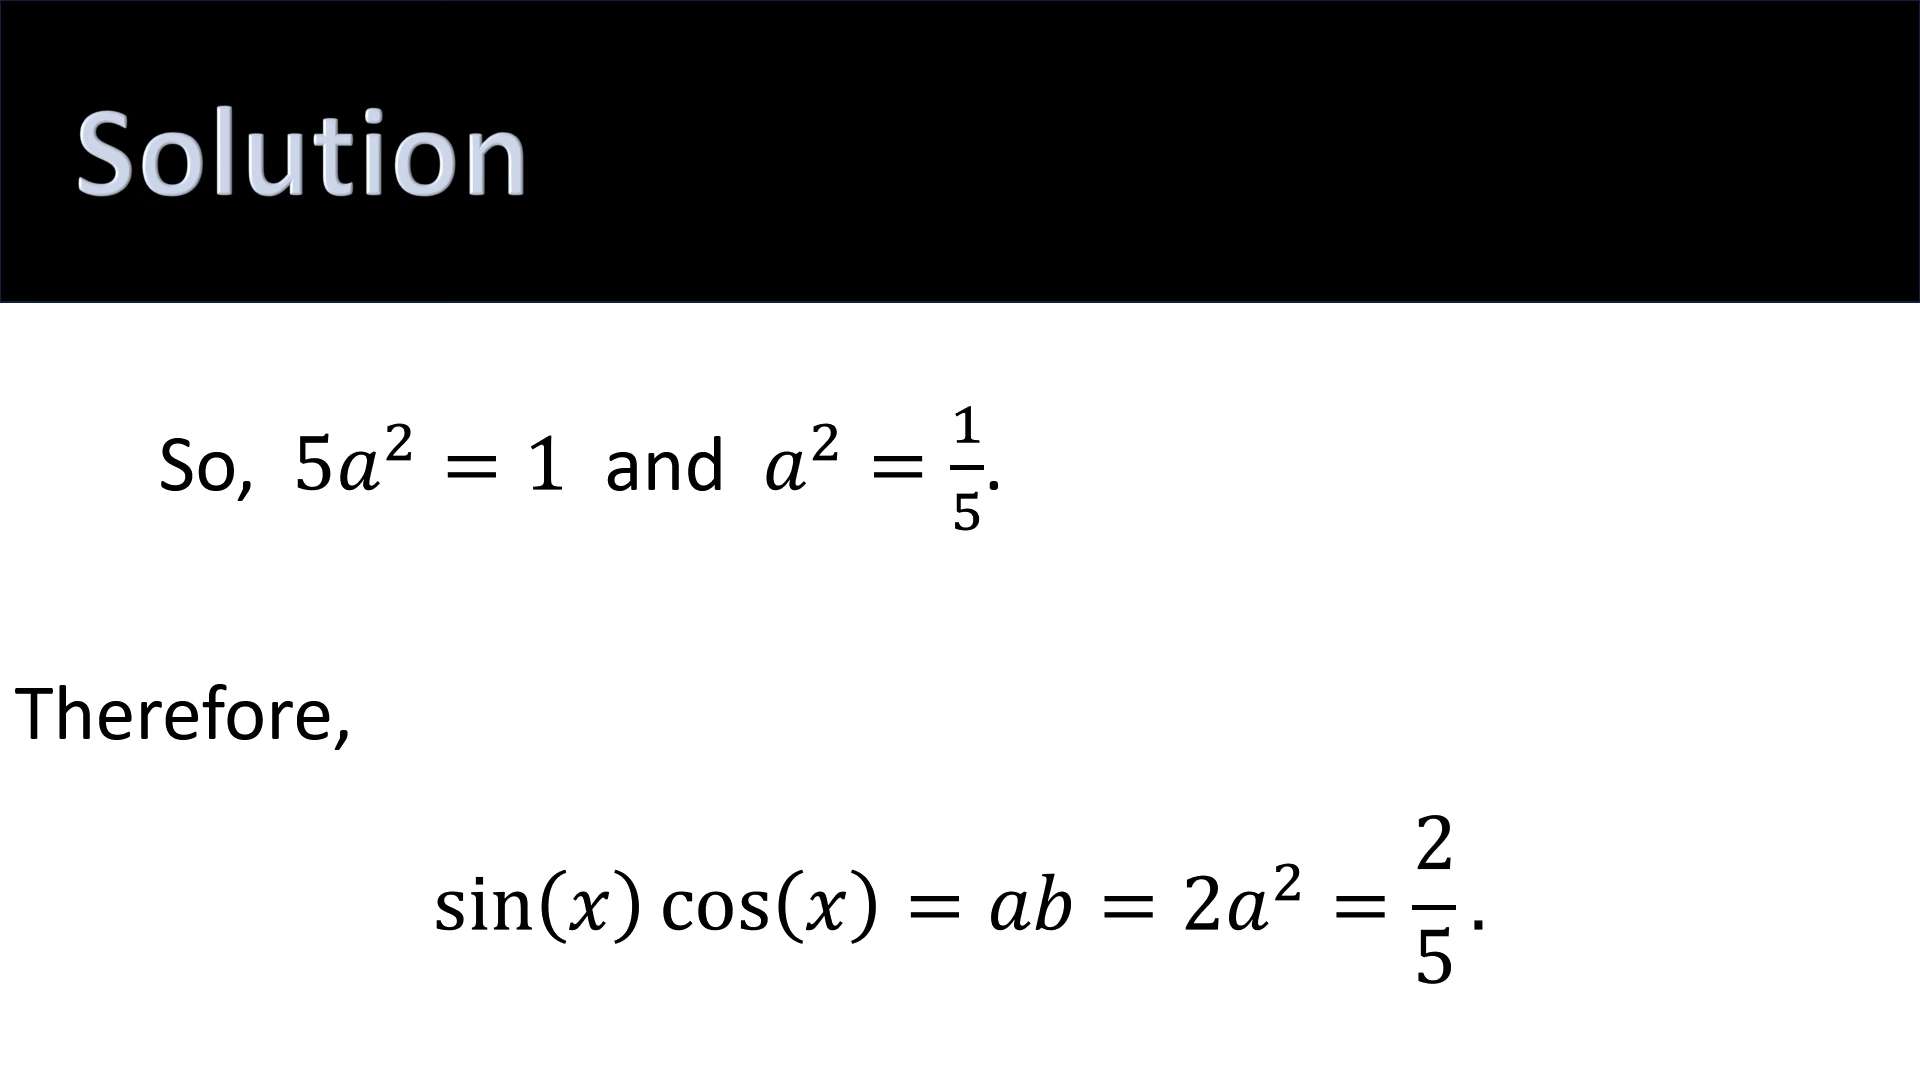 Solution
So, 5𝑎² = 1 and 𝑎² = 1/5.
Therefore,
sin(𝑥) cos(𝑥) = 𝑎𝑏 = 2𝑎² = 2/5.